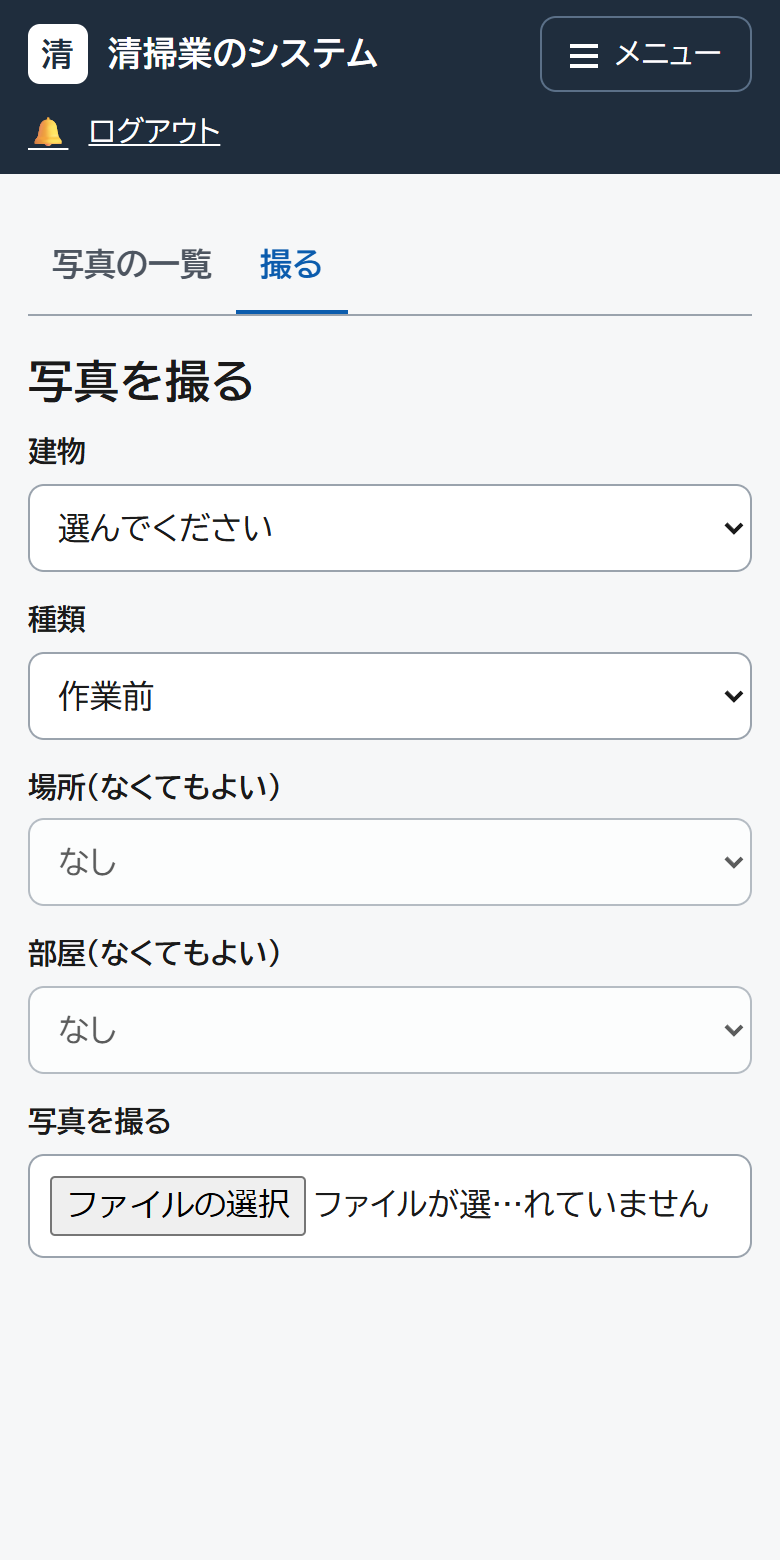 清 清掃業のシステム メニュー
ログアウト
写真の一覧 撮る
写真を撮る
建物
選んでください
種類
作業前
場所(なくてもよい)
なし
部屋(なくてもよい)
なし
写真を撮る
ファイルの選択 ファイルが選…れていません